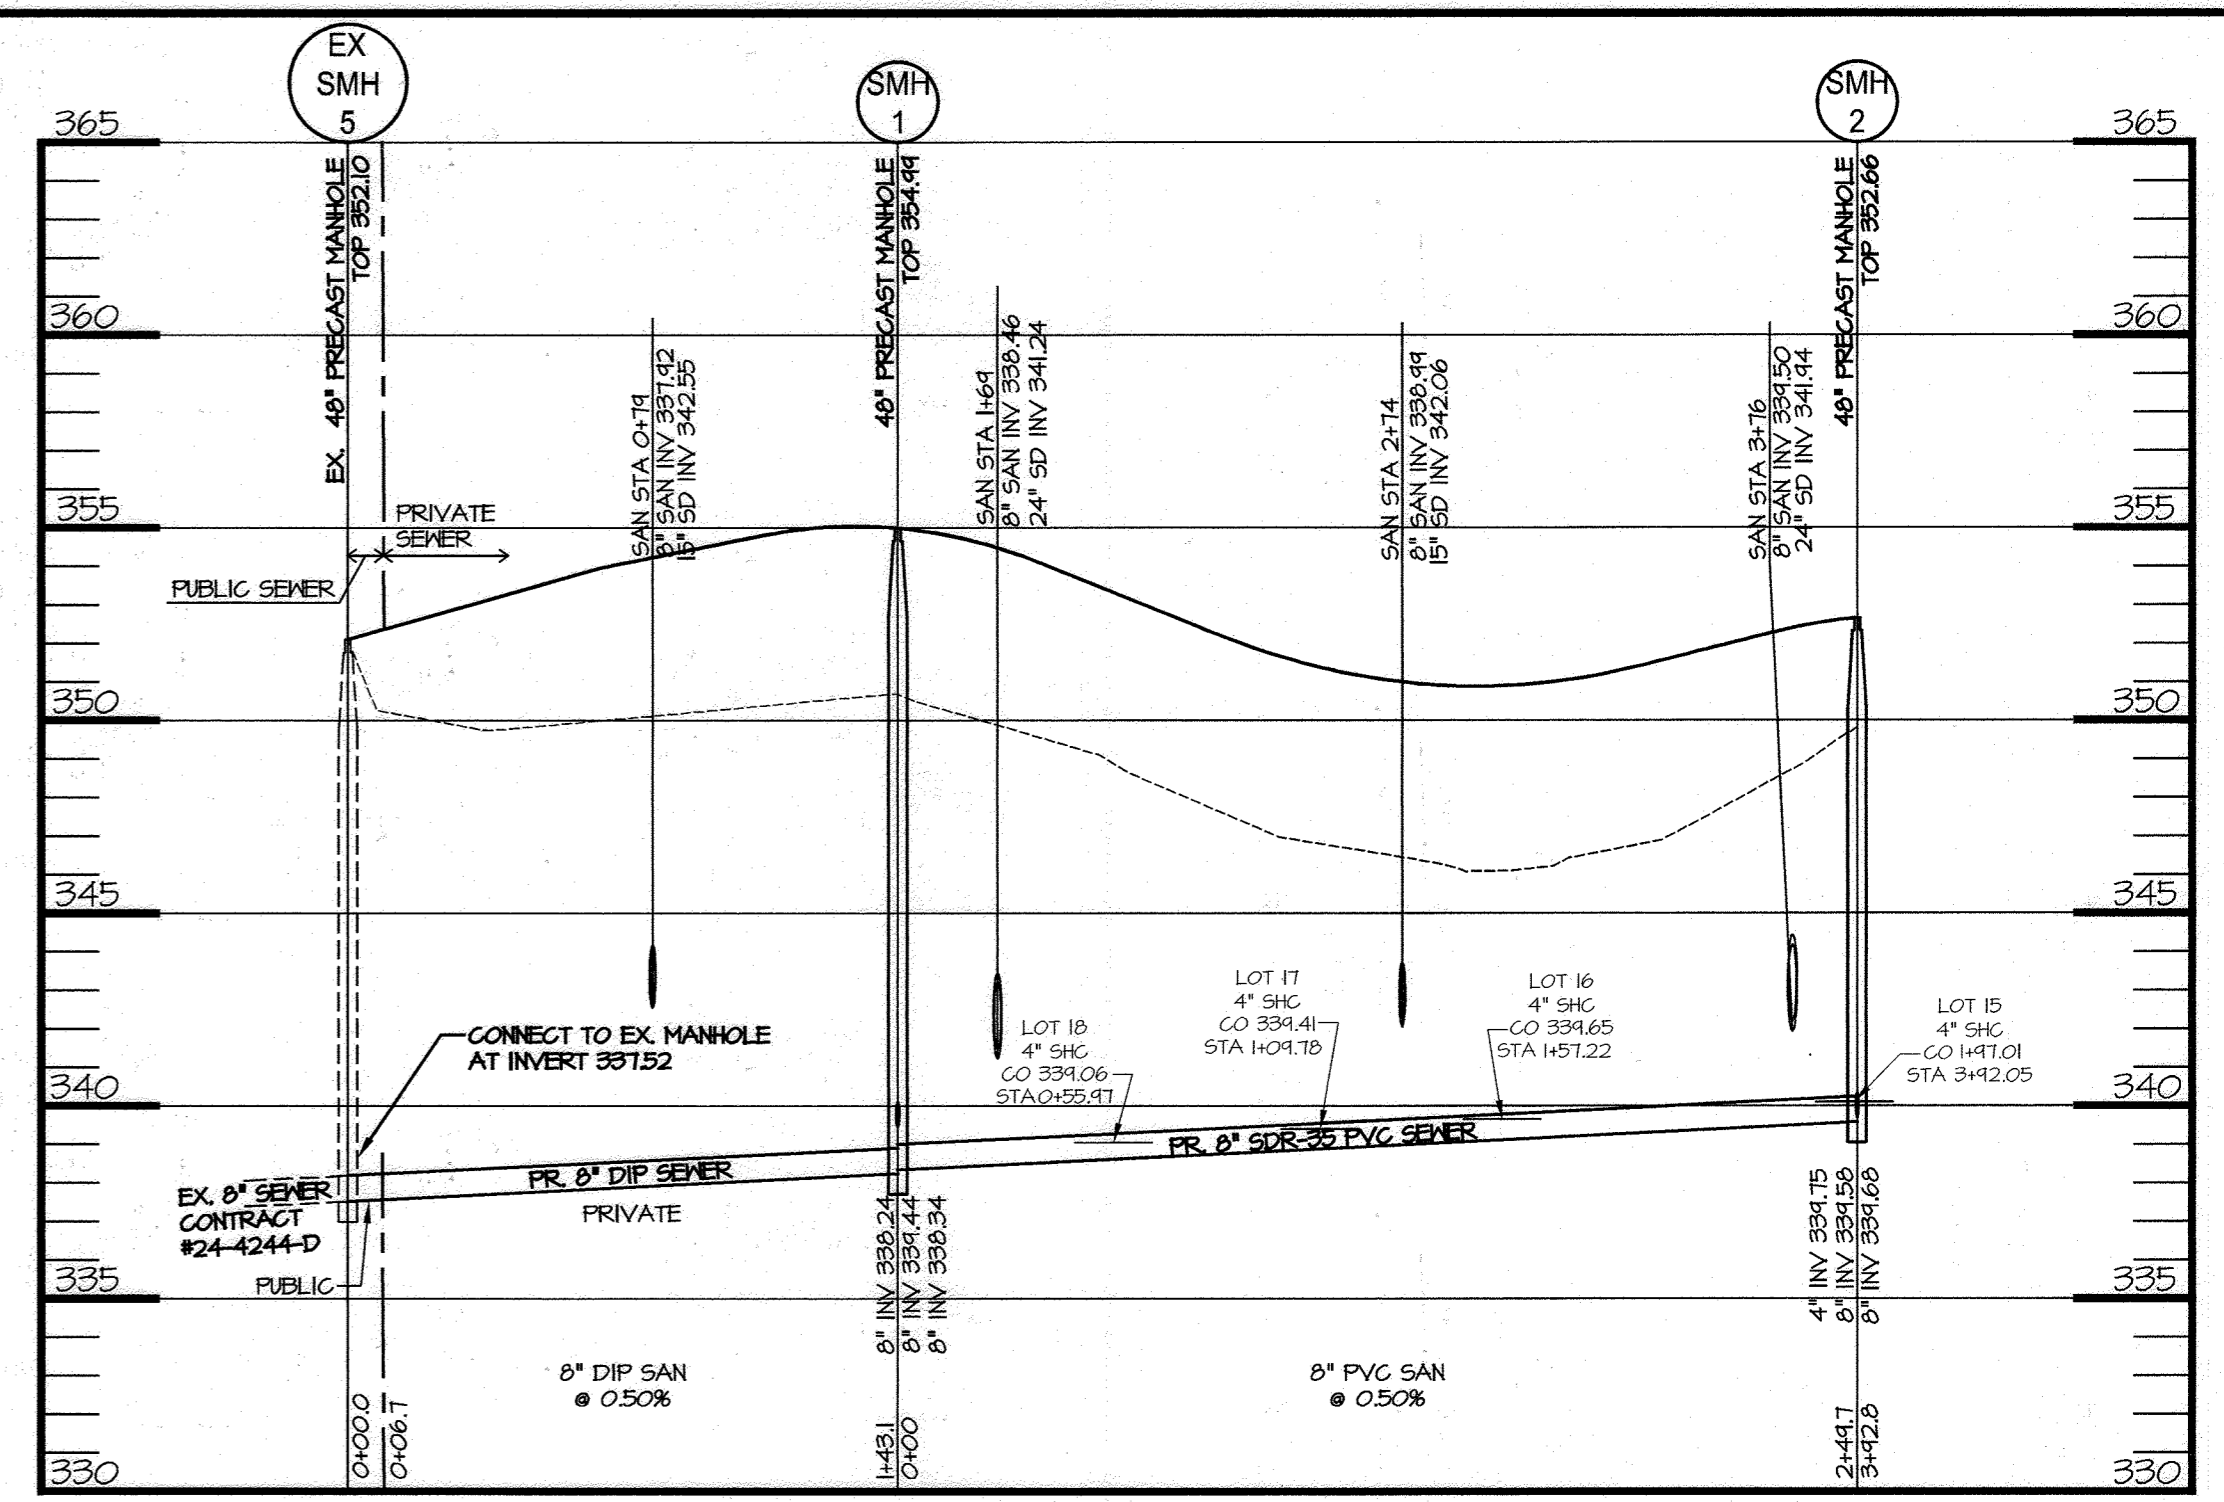 EX
SMH
5
SMH
1
SMH
2
365
365
EX. 48" PRECAST MANHOLE
TOP 352.10
48" PRECAST MANHOLE
TOP 354.99
48" PRECAST MANHOLE
TOP 352.66
360
360
SAN STA 0+79
8" SAN INV 337.92
15" SD INV 342.55
SAN STA 1+69
8" SAN INV 338.46
24" SD INV 341.24
SAN STA 2+74
8" SAN INV 338.99
15" SD INV 342.06
SAN STA 3+76
8" SAN INV 339.50
24" SD INV 341.94
355
355
PRIVATE
SEWER
PUBLIC SEWER
350
350
345
345
CONNECT TO EX. MANHOLE
AT INVERT 337.52
LOT 18
4" SHC
CO 339.06
STA 0+55.97
LOT 17
4" SHC
CO 339.41
STA 1+09.78
LOT 16
4" SHC
CO 339.65
STA 1+57.22
LOT 15
4" SHC
CO 1+97.01
STA 3+92.05
340
340
PR. 8" DIP SEWER
PR. 8" SDR-35 PVC SEWER
EX. 8" SEWER
CONTRACT
#24-4244-D
PRIVATE
PUBLIC
8" INV 338.24
8" INV 339.44
8" INV 338.34
4" INV 339.75
8" INV 339.58
8" INV 339.68
335
335
8" DIP SAN
@ 0.50%
8" PVC SAN
@ 0.50%
0+00.0
0+06.7
1+43.1
0+00
2+49.7
3+92.8
330
330